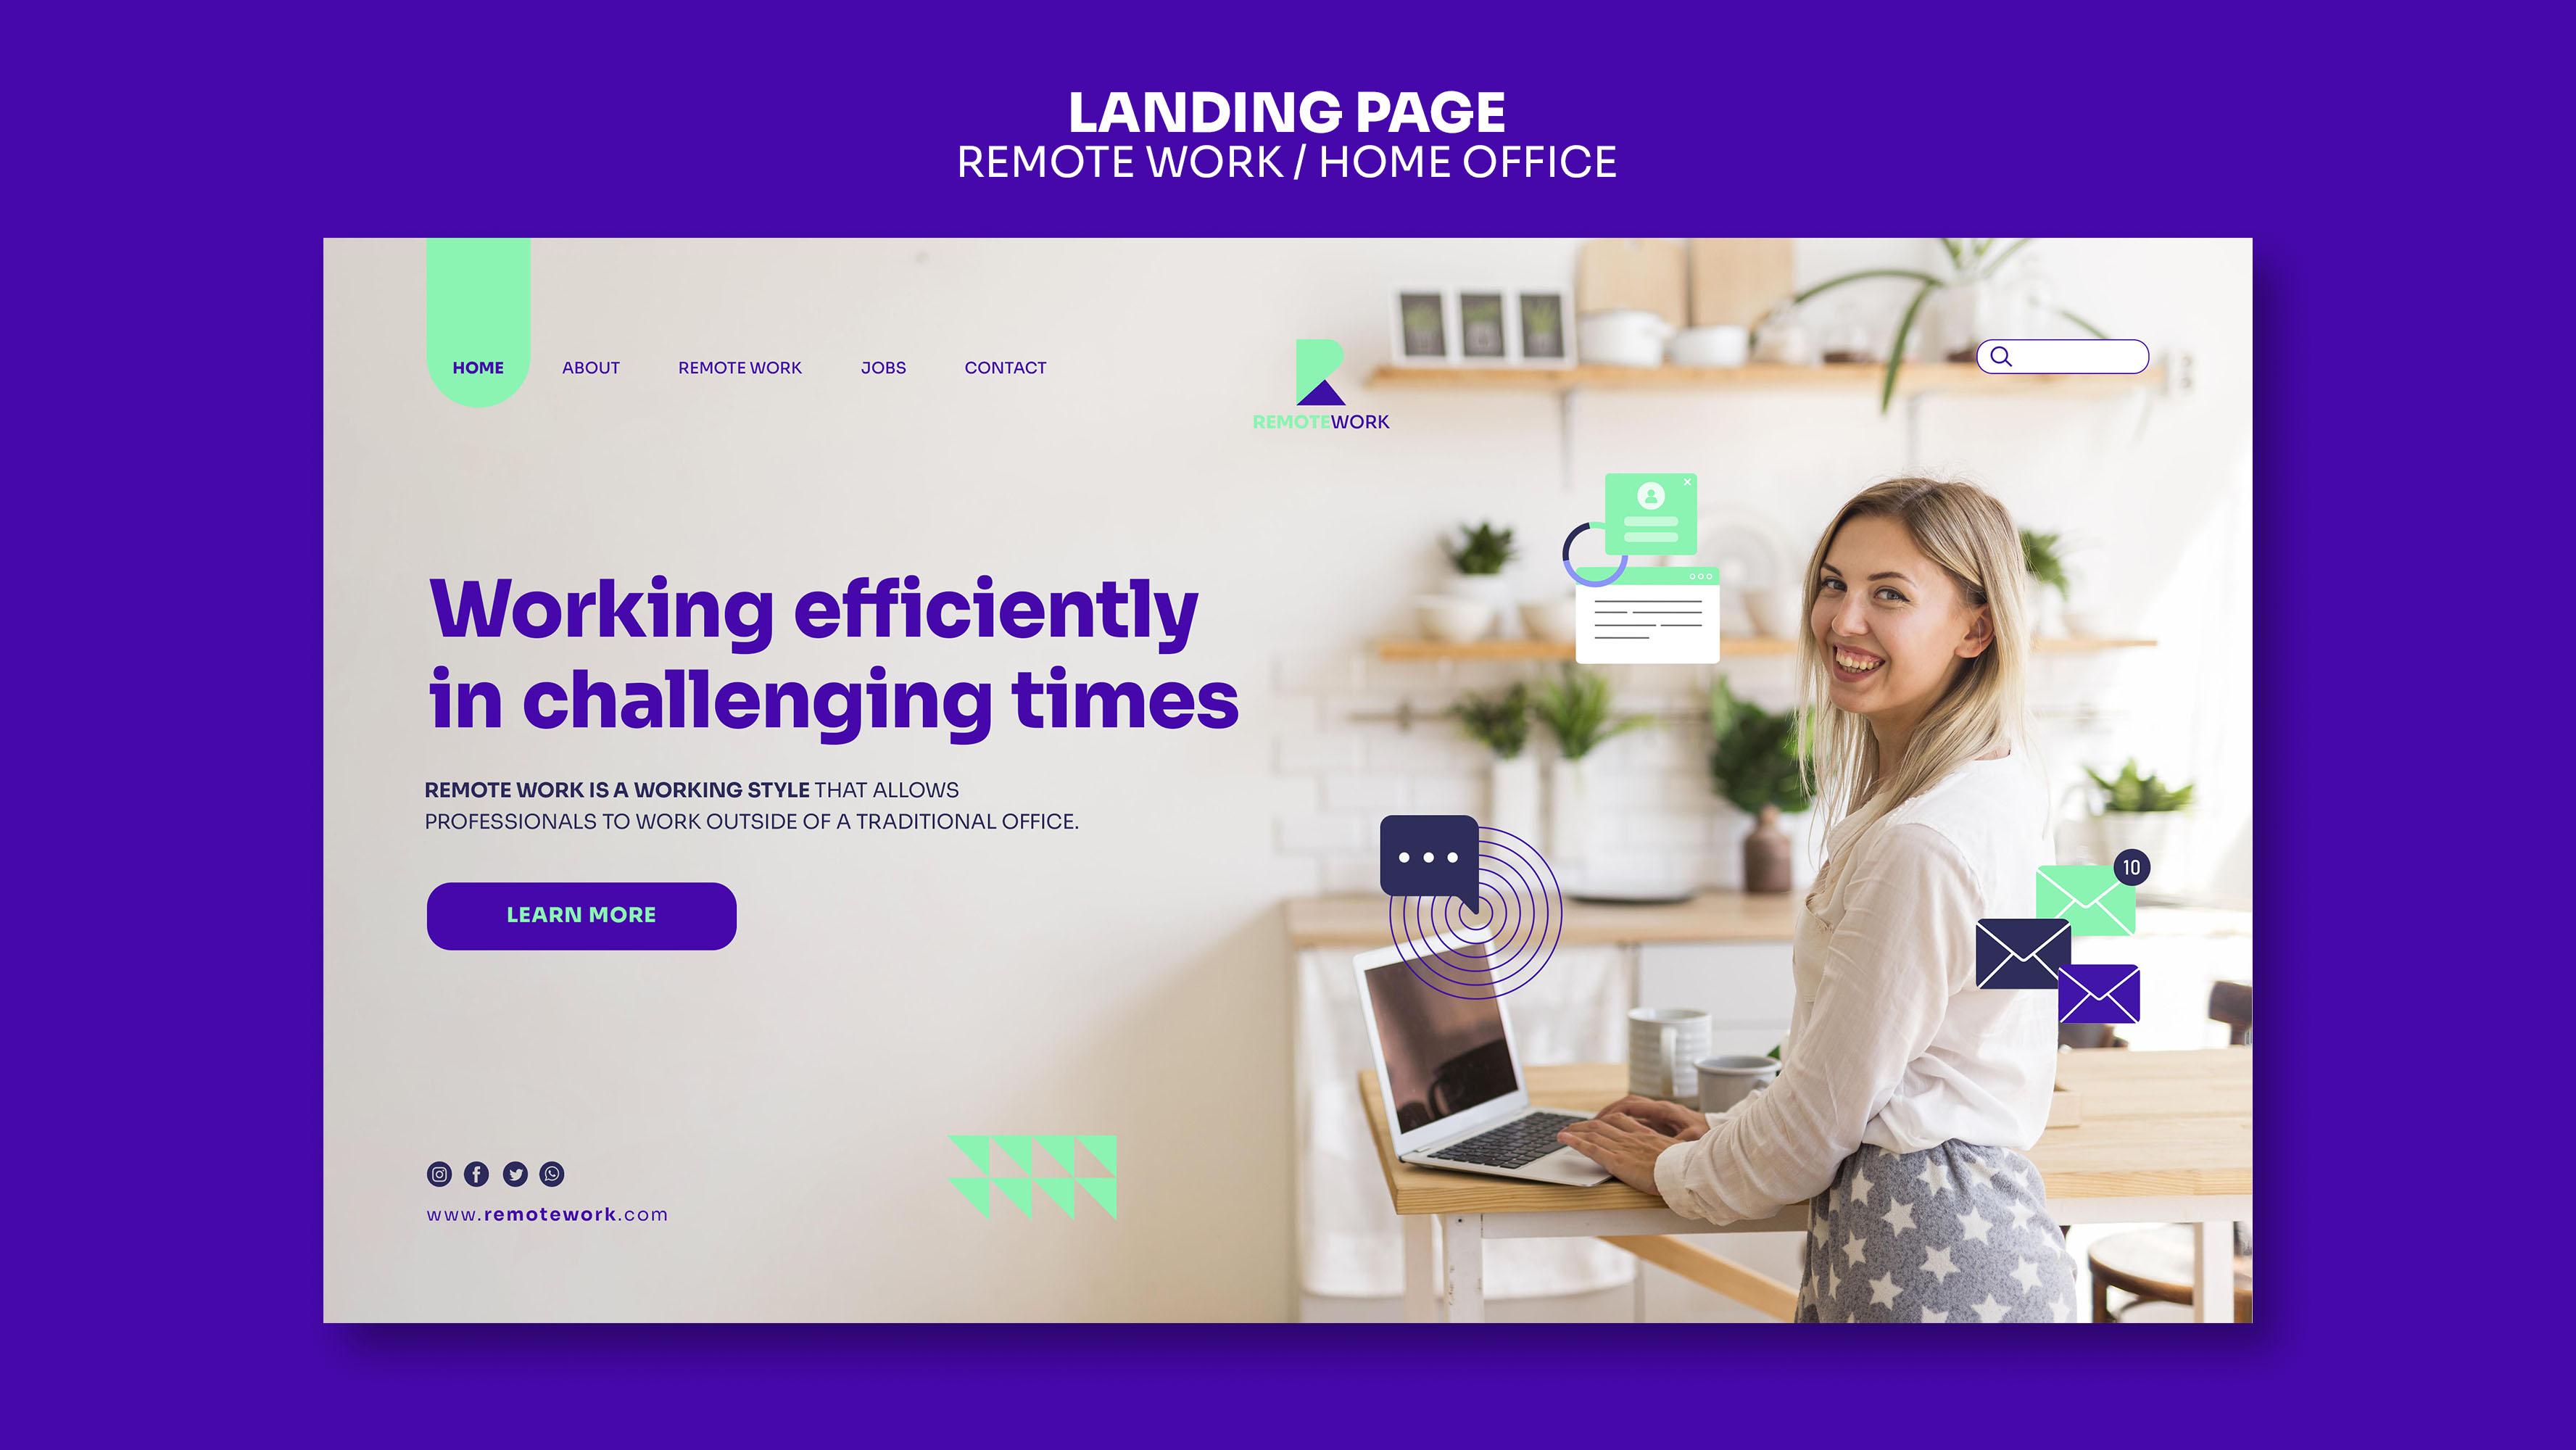 LANDING PAGE
REMOTE WORK / HOME OFFICE
HOME ABOUT REMOTE WORK JOBS CONTACT
REMOTEWORK
Working efficiently
in challenging times
REMOTE WORK IS A WORKING STYLE THAT ALLOWS
PROFESSIONALS TO WORK OUTSIDE OF A TRADITIONAL OFFICE.
10
LEARN MORE
www.remotework.com